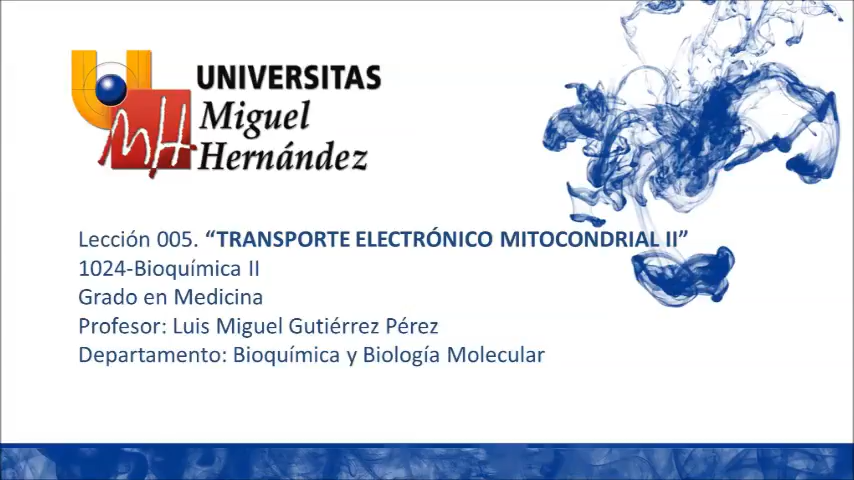 UNIVERSITAS
Miguel
Hernández
Lección 005. “TRANSPORTE ELECTRÓNICO MITOCONDRIAL II”
1024-Bioquímica II
Grado en Medicina
Profesor: Luis Miguel Gutiérrez Pérez
Departamento: Bioquímica y Biología Molecular